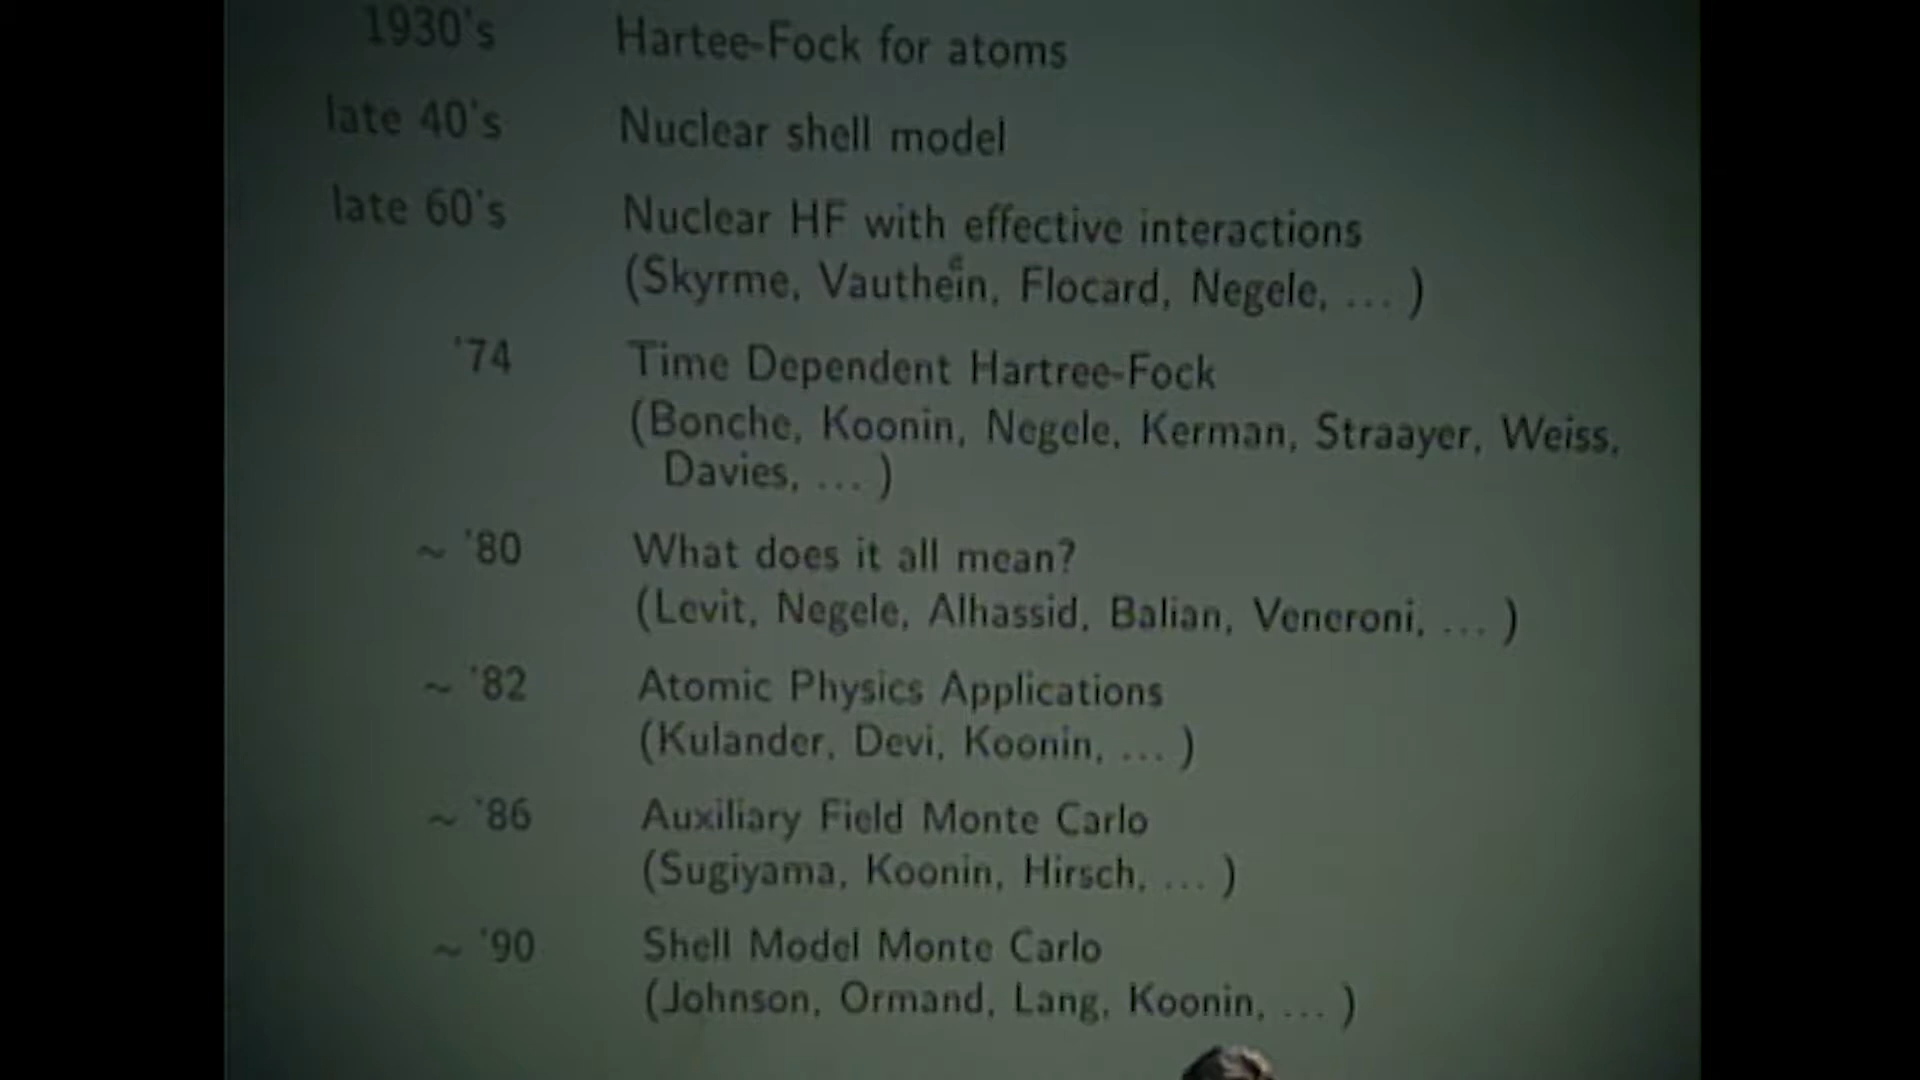 1930's Hartee-Fock for atoms
late 40's Nuclear shell model
late 60's Nuclear HF with effective interactions
(Skyrme, Vauthein, Flocard, Negele, ... )
'74 Time Dependent Hartree-Fock
(Bonche, Koonin, Negele, Kerman, Straayer, Weiss,
Davies, ... )
~ '80 What does it all mean?
(Levit, Negele, Alhassid, Balian, Veneroni, ... )
~ '82 Atomic Physics Applications
(Kulander, Devi, Koonin, ... )
~ '86 Auxiliary Field Monte Carlo
(Sugiyama, Koonin, Hirsch, ... )
~ '90 Shell Model Monte Carlo
(Johnson, Ormand, Lang, Koonin, ... )